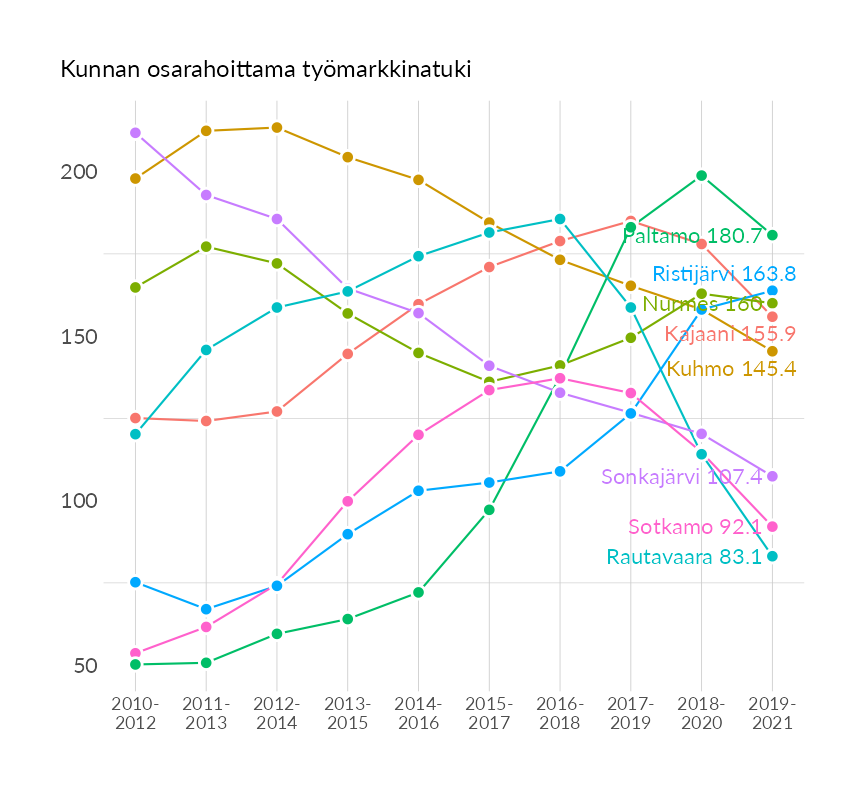 Kunnan osarahoittama työmarkkinatuki
200
150
100
50
Paltamo 180.7
Ristijärvi 163.8
Nurmes 160
Kajaani 155.9
Kuhmo 145.4
Sonkajärvi 107.4
Sotkamo 92.1
Rautavaara 83.1
2010-
2012
2011-
2013
2012-
2014
2013-
2015
2014-
2016
2015-
2017
2016-
2018
2017-
2019
2018-
2020
2019-
2021